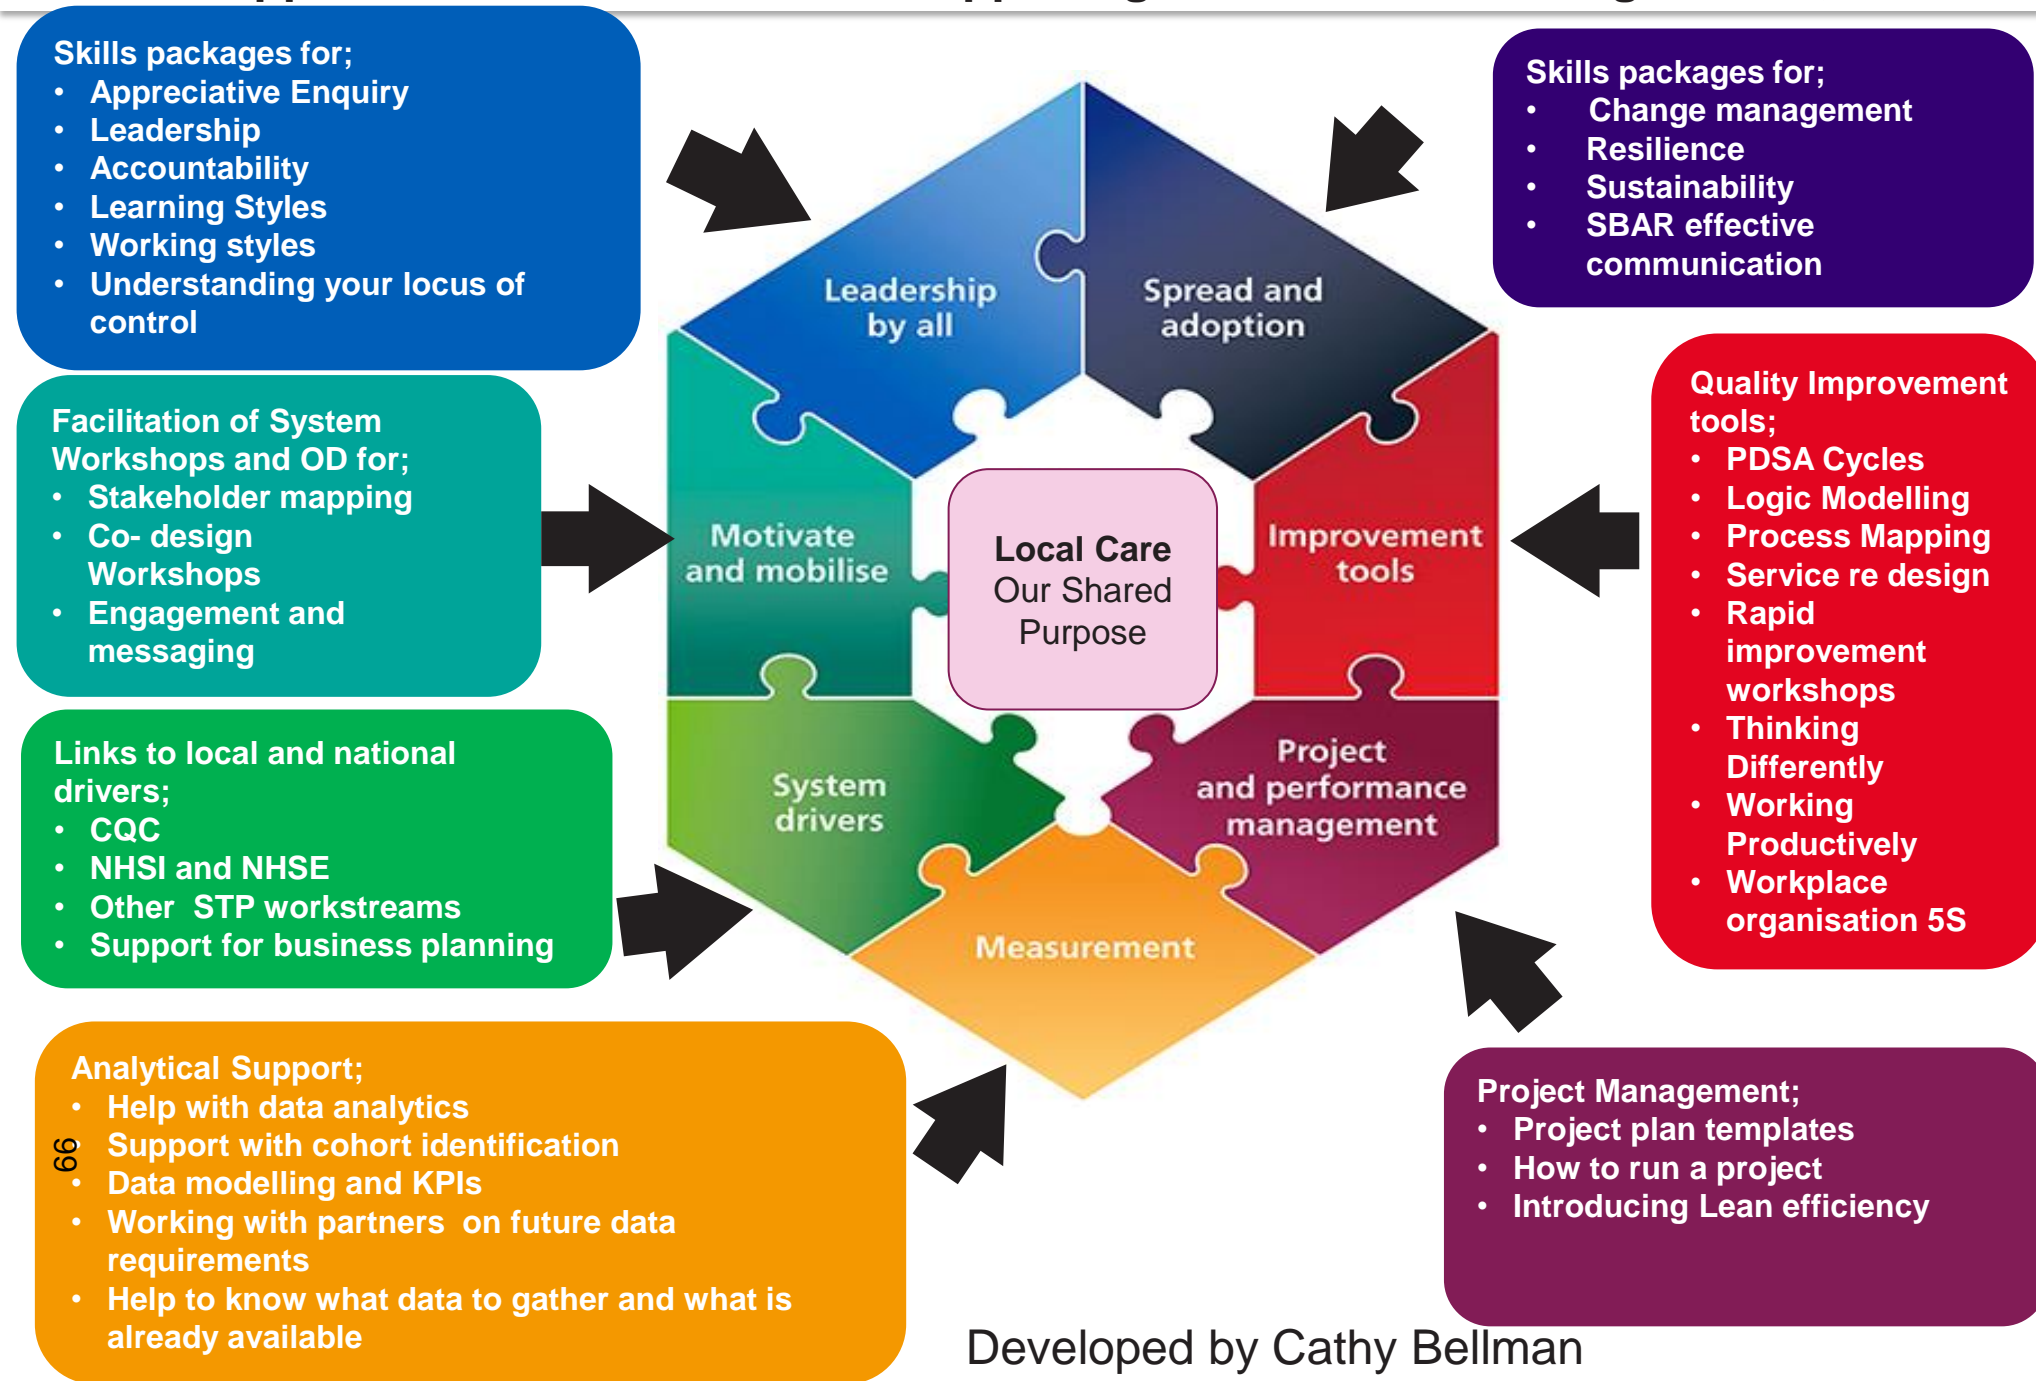 Skills packages for;
• Appreciative Enquiry
• Leadership
• Accountability
• Learning Styles
• Working styles
• Understanding your locus of
control
Skills packages for;
• Change management
• Resilience
• Sustainability
• SBAR effective
communication
Facilitation of System
Workshops and OD for;
• Stakeholder mapping
• Co- design
Workshops
• Engagement and
messaging
Quality Improvement
tools;
• PDSA Cycles
• Logic Modelling
• Process Mapping
• Service re design
• Rapid
improvement
workshops
• Thinking
Differently
• Working
Productively
• Workplace
organisation 5S
Leadership
by all
Spread and
adoption
Motivate
and mobilise
Local Care
Our Shared
Purpose
Improvement
tools
System
drivers
Project
and performance
management
Measurement
Links to local and national
drivers;
• CQC
• NHSI and NHSE
• Other  STP workstreams
• Support for business planning
Analytical Support;
• Help with data analytics
• Support with cohort identification
• Data modelling and KPIs
• Working with partners  on future data
requirements
• Help to know what data to gather and what is
already available
Project Management;
• Project plan templates
• How to run a project
• Introducing Lean efficiency
Developed by Cathy Bellman